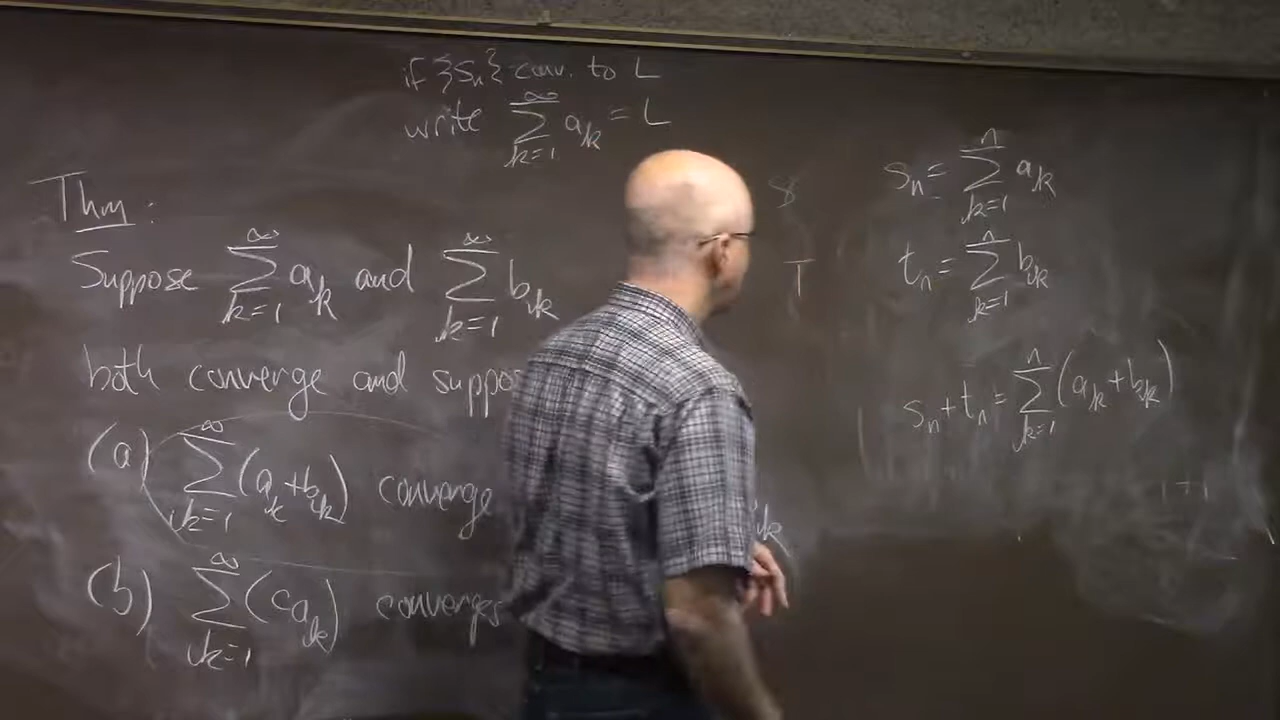 if {Sn} conv. to L
write ∞∑k=1 a_k = L
Thm:
Suppose ∞∑k=1 a_k and ∞∑k=1 b_k
both converge and suppo
(a) ∞∑k=1 (a_k+b_k) converge
(b) ∞∑k=1 (ca_k) converges
S
T
s_n = n∑k=1 a_k
t_n = n∑k=1 b_k
s_n+t_n = n∑k=1 (a_k+b_k)